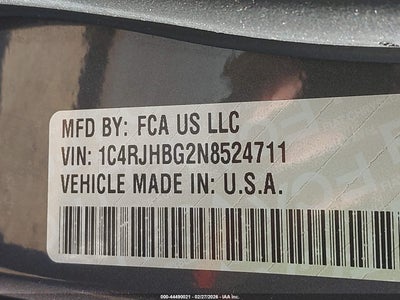 MFD BY: FCA US LLC
VIN: 1C4RJHBG2N8524711
VEHICLE MADE IN: U.S.A.
000-44490021 - 02/27/2026 - IAA Inc.